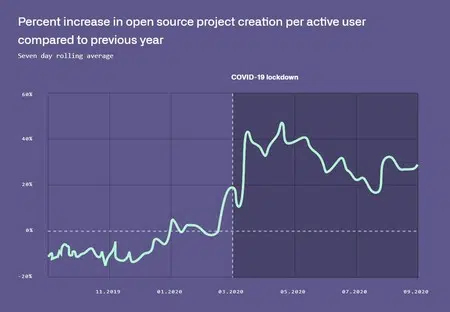 Percent increase in open source project creation per active user
compared to previous year
Seven day rolling average
COVID-19 lockdown
60%
40%
20%
0%
-20%
11.2019
01.2020
03.2020
05.2020
07.2020
09.2020